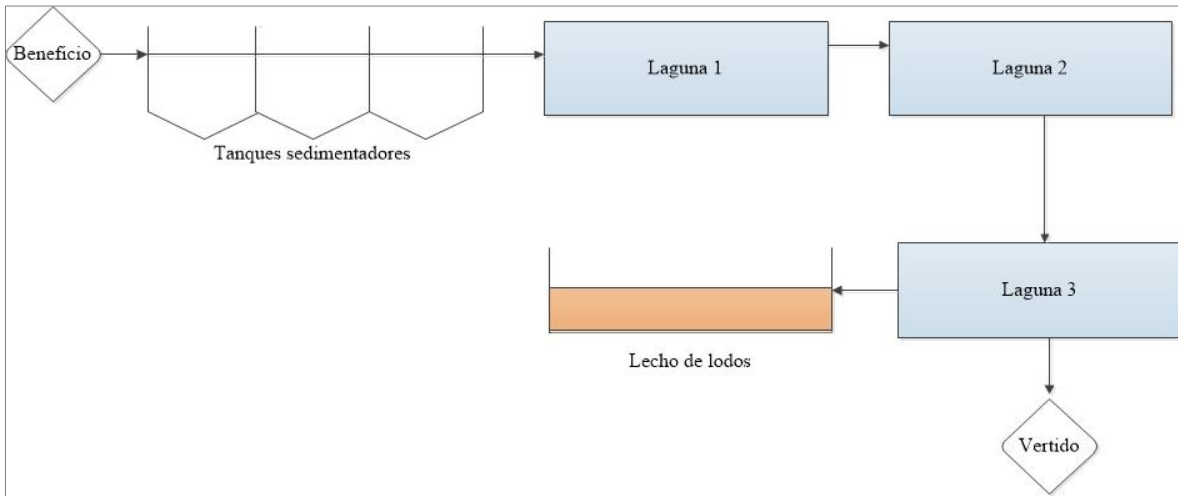 Beneficio
Laguna 1
Laguna 2
Tanques sedimentadores
Laguna 3
Lecho de lodos
Vertido